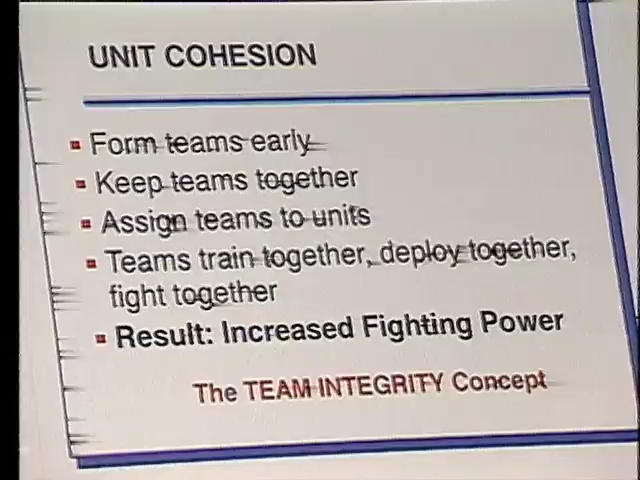 UNIT COHESION
Form teams early
Keep teams together
Assign teams to units
Teams train together, deploy together,
fight together
Result: Increased Fighting Power
The TEAM INTEGRITY Concept